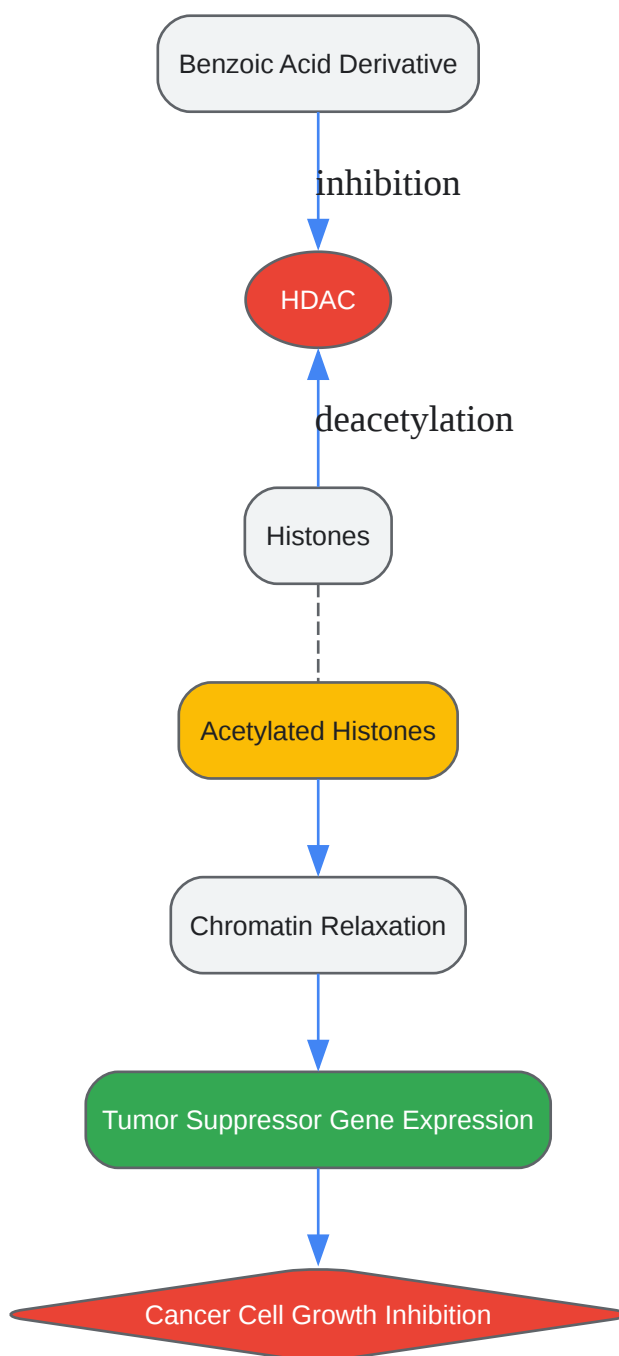 Benzoic Acid Derivative
inhibition
HDAC
deacetylation
Histones
Acetylated Histones
Chromatin Relaxation
Tumor Suppressor Gene Expression
Cancer Cell Growth Inhibition